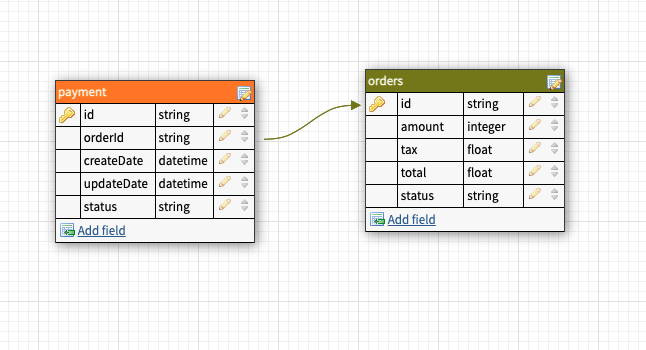 payment
id string
orderId string
createDate datetime
updateDate datetime
status string
Add field
orders
id string
amount integer
tax float
total float
status string
Add field